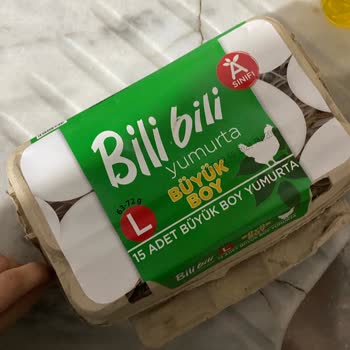 A
SINIFI
Bili bili
yumurta
BÜYÜK
BOY
63-72 g
L
15 ADET BÜYÜK BOY YUMURTA
Bili bili
L